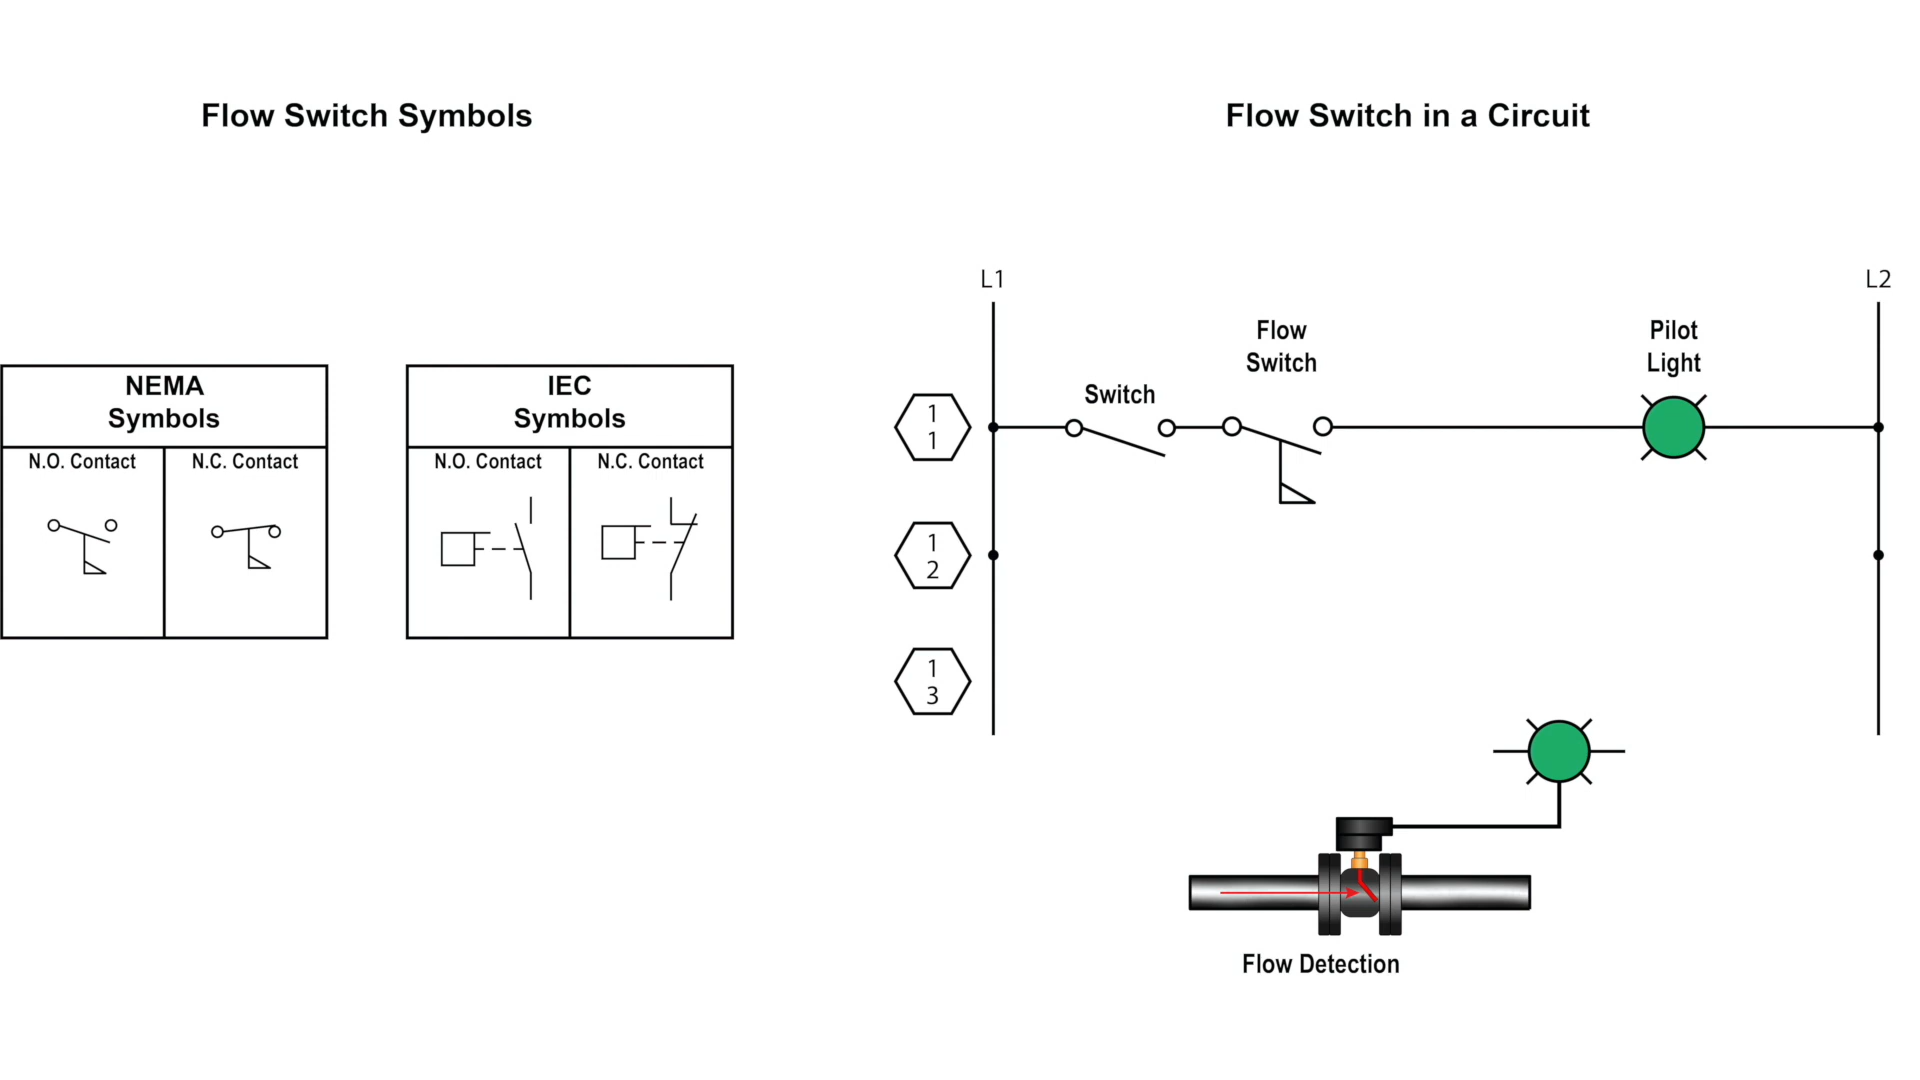 Flow Switch Symbols
NEMA
Symbols
N.O. Contact
N.C. Contact
IEC
Symbols
N.O. Contact
N.C. Contact
Flow Switch in a Circuit
L1
L2
Flow
Switch
Pilot
Light
Switch
1
1
1
2
1
3
Flow Detection